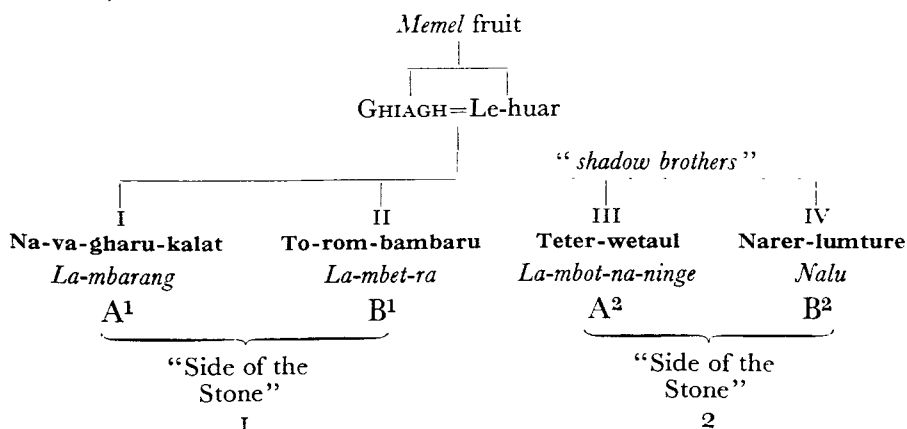 Memel fruit
GHIAGH=Le-huar
“shadow brothers”
I II III IV
Na-va-gharu-kalat To-rom-bambaru Teter-wetaul Narer-lumture
La-mbarang La-mbet-ra La-mbot-na-ninge Nalu
A¹ B¹ A² B²
“Side of the “Side of the
Stone” Stone”
1 2